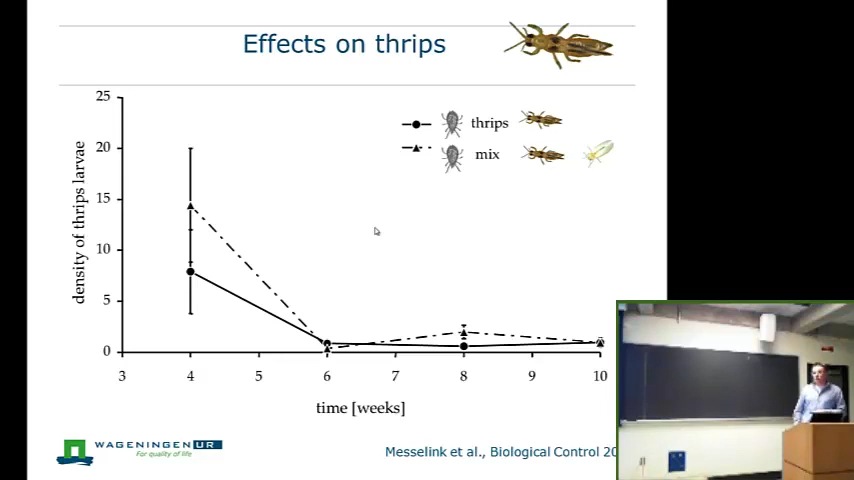 Effects on thrips
25
20
15
10
5
0
density of thrips larvae
thrips
mix
3 4 5 6 7 8 9 10
time [weeks]
WAGENINGEN UR
For quality of life
Messelink et al., Biological Control 20